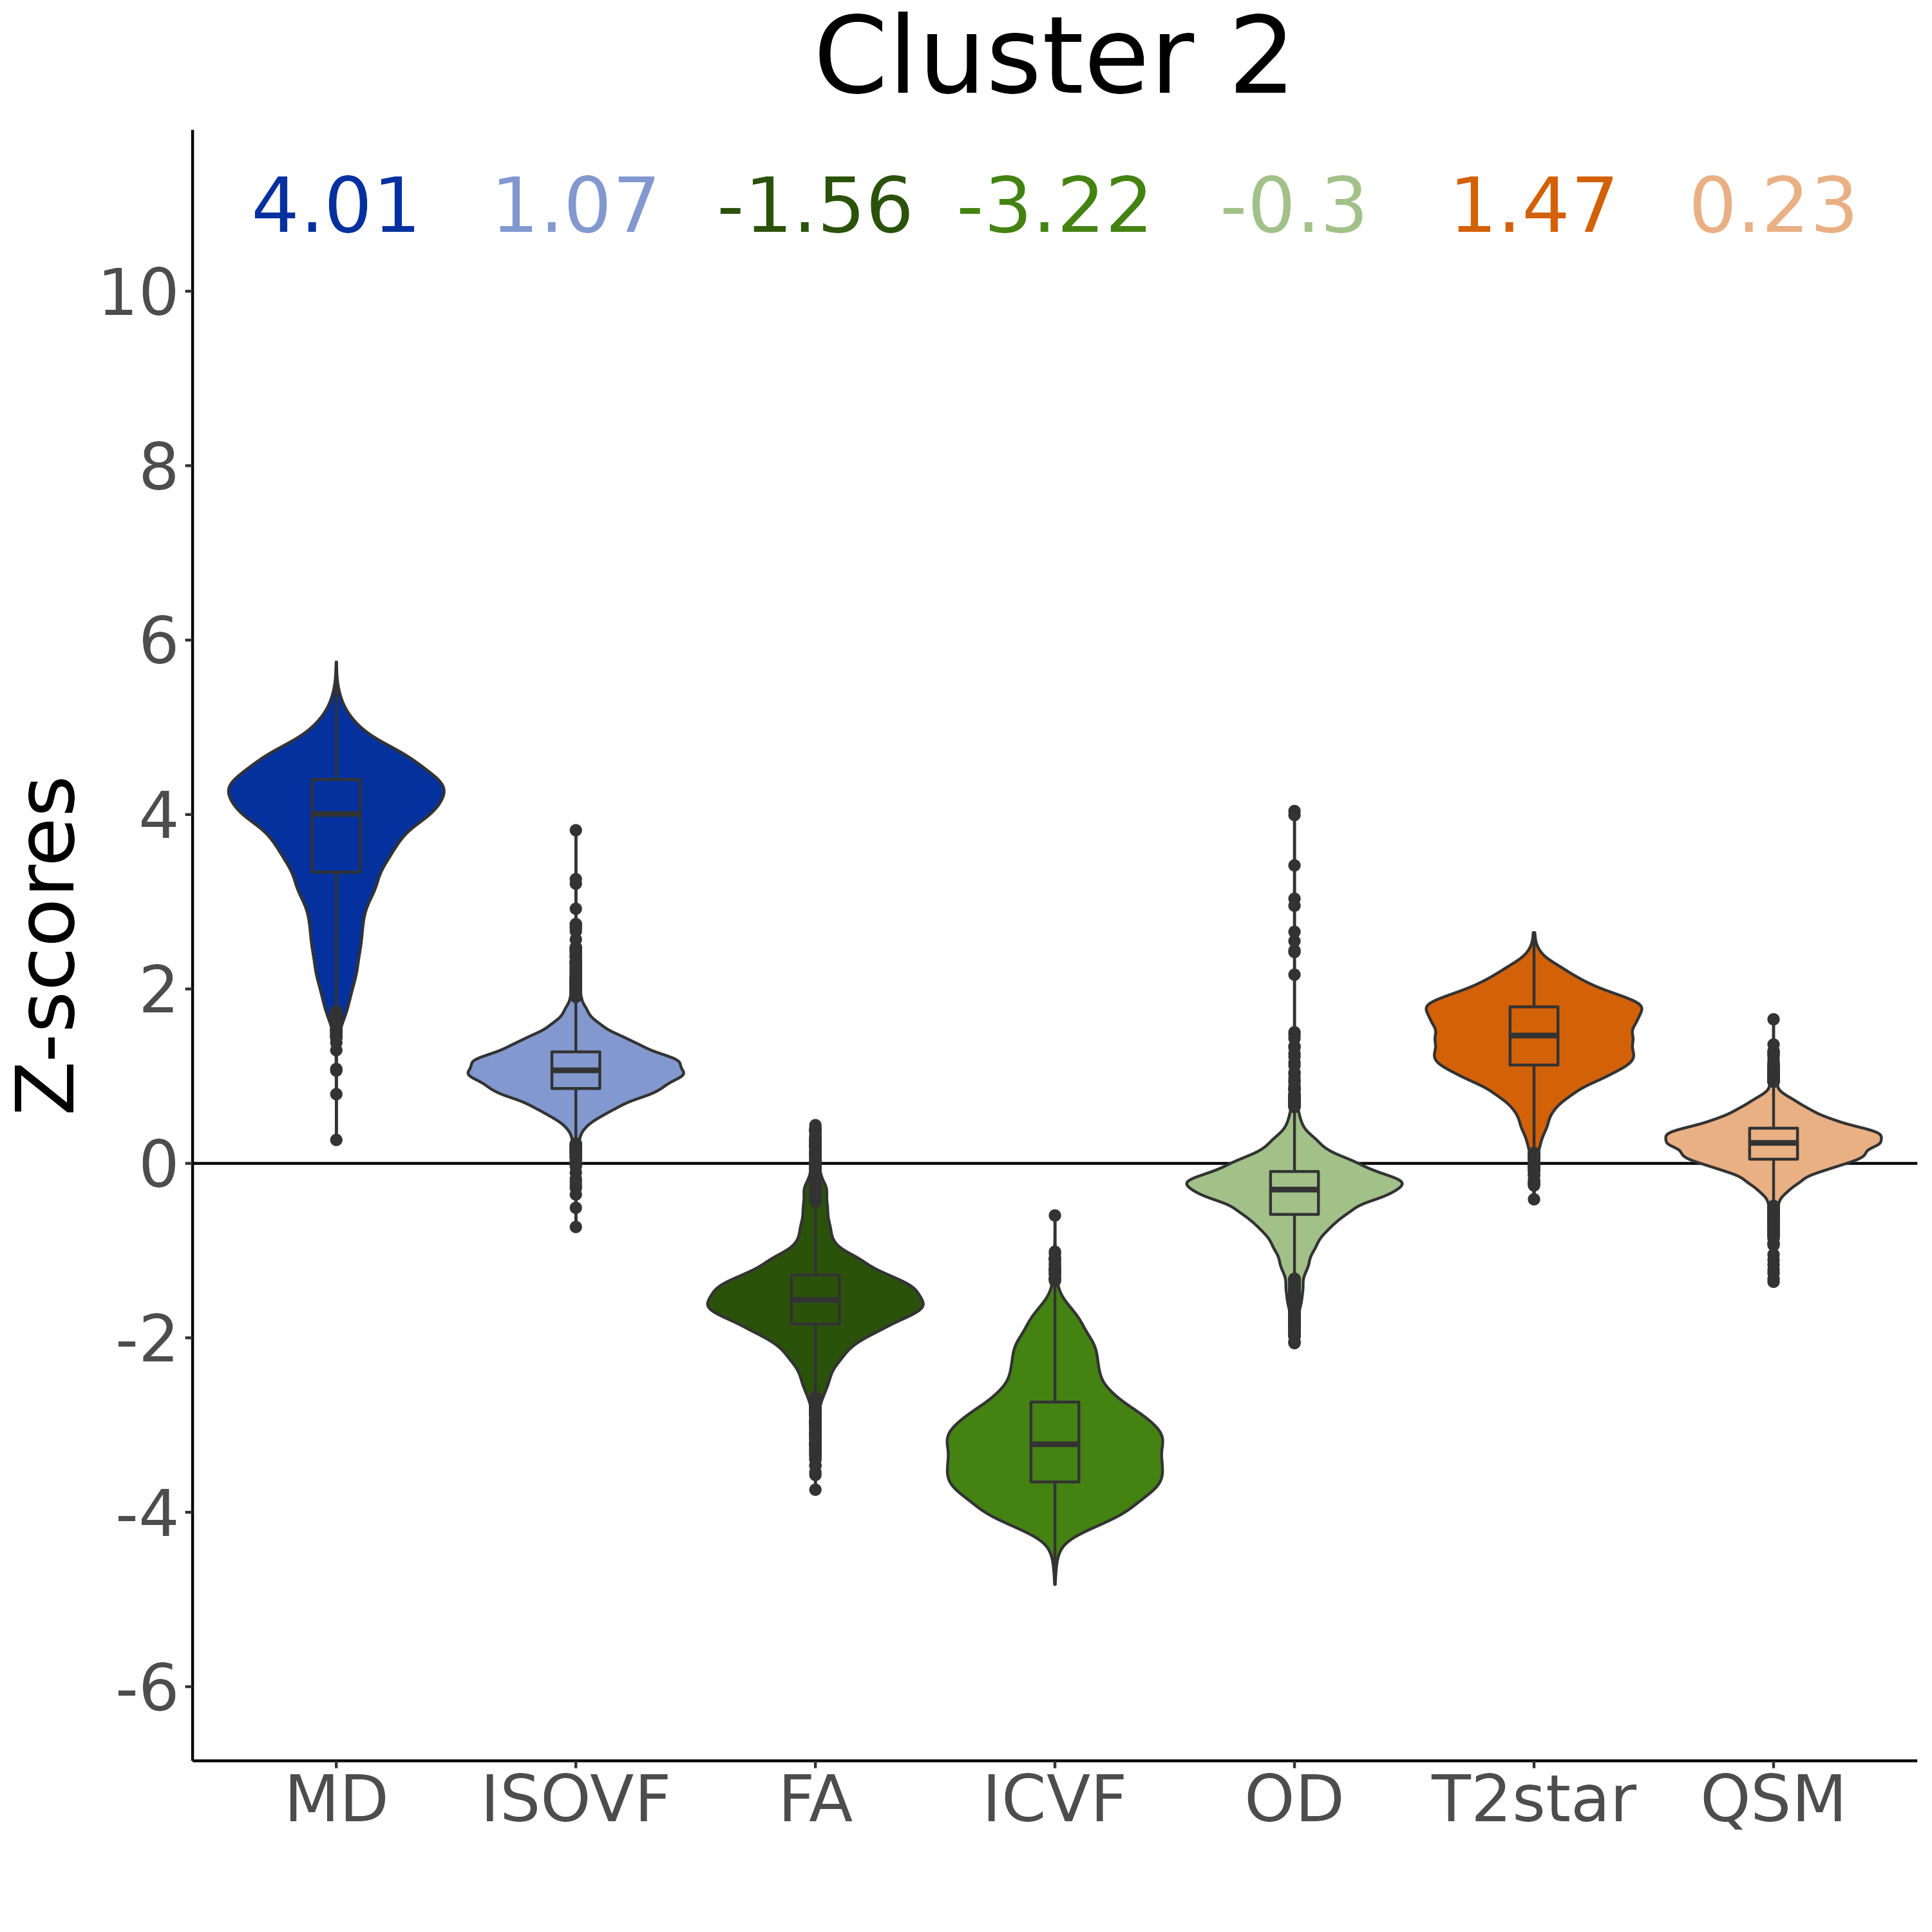 Cluster 2
4.01 1.07 -1.56 -3.22 -0.3 1.47 0.23
10
8
6
4
2
0
-2
-4
-6
Z-scores
MD ISOVF FA ICVF OD T2star QSM